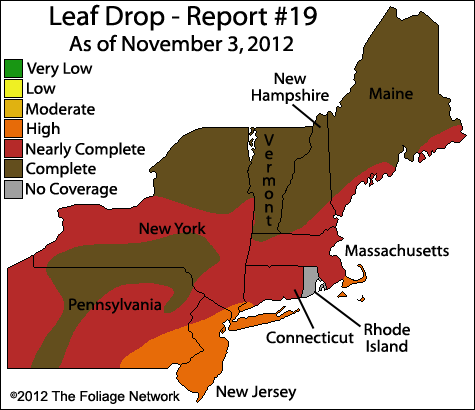 Leaf Drop - Report #19
As of November 3, 2012
Very Low
Low
Moderate
High
Nearly Complete
Complete
No Coverage
New
Hampshire
Maine
Vermont
New York
Massachusetts
Pennsylvania
Connecticut
Rhode
Island
New Jersey
©2012 The Foliage Network